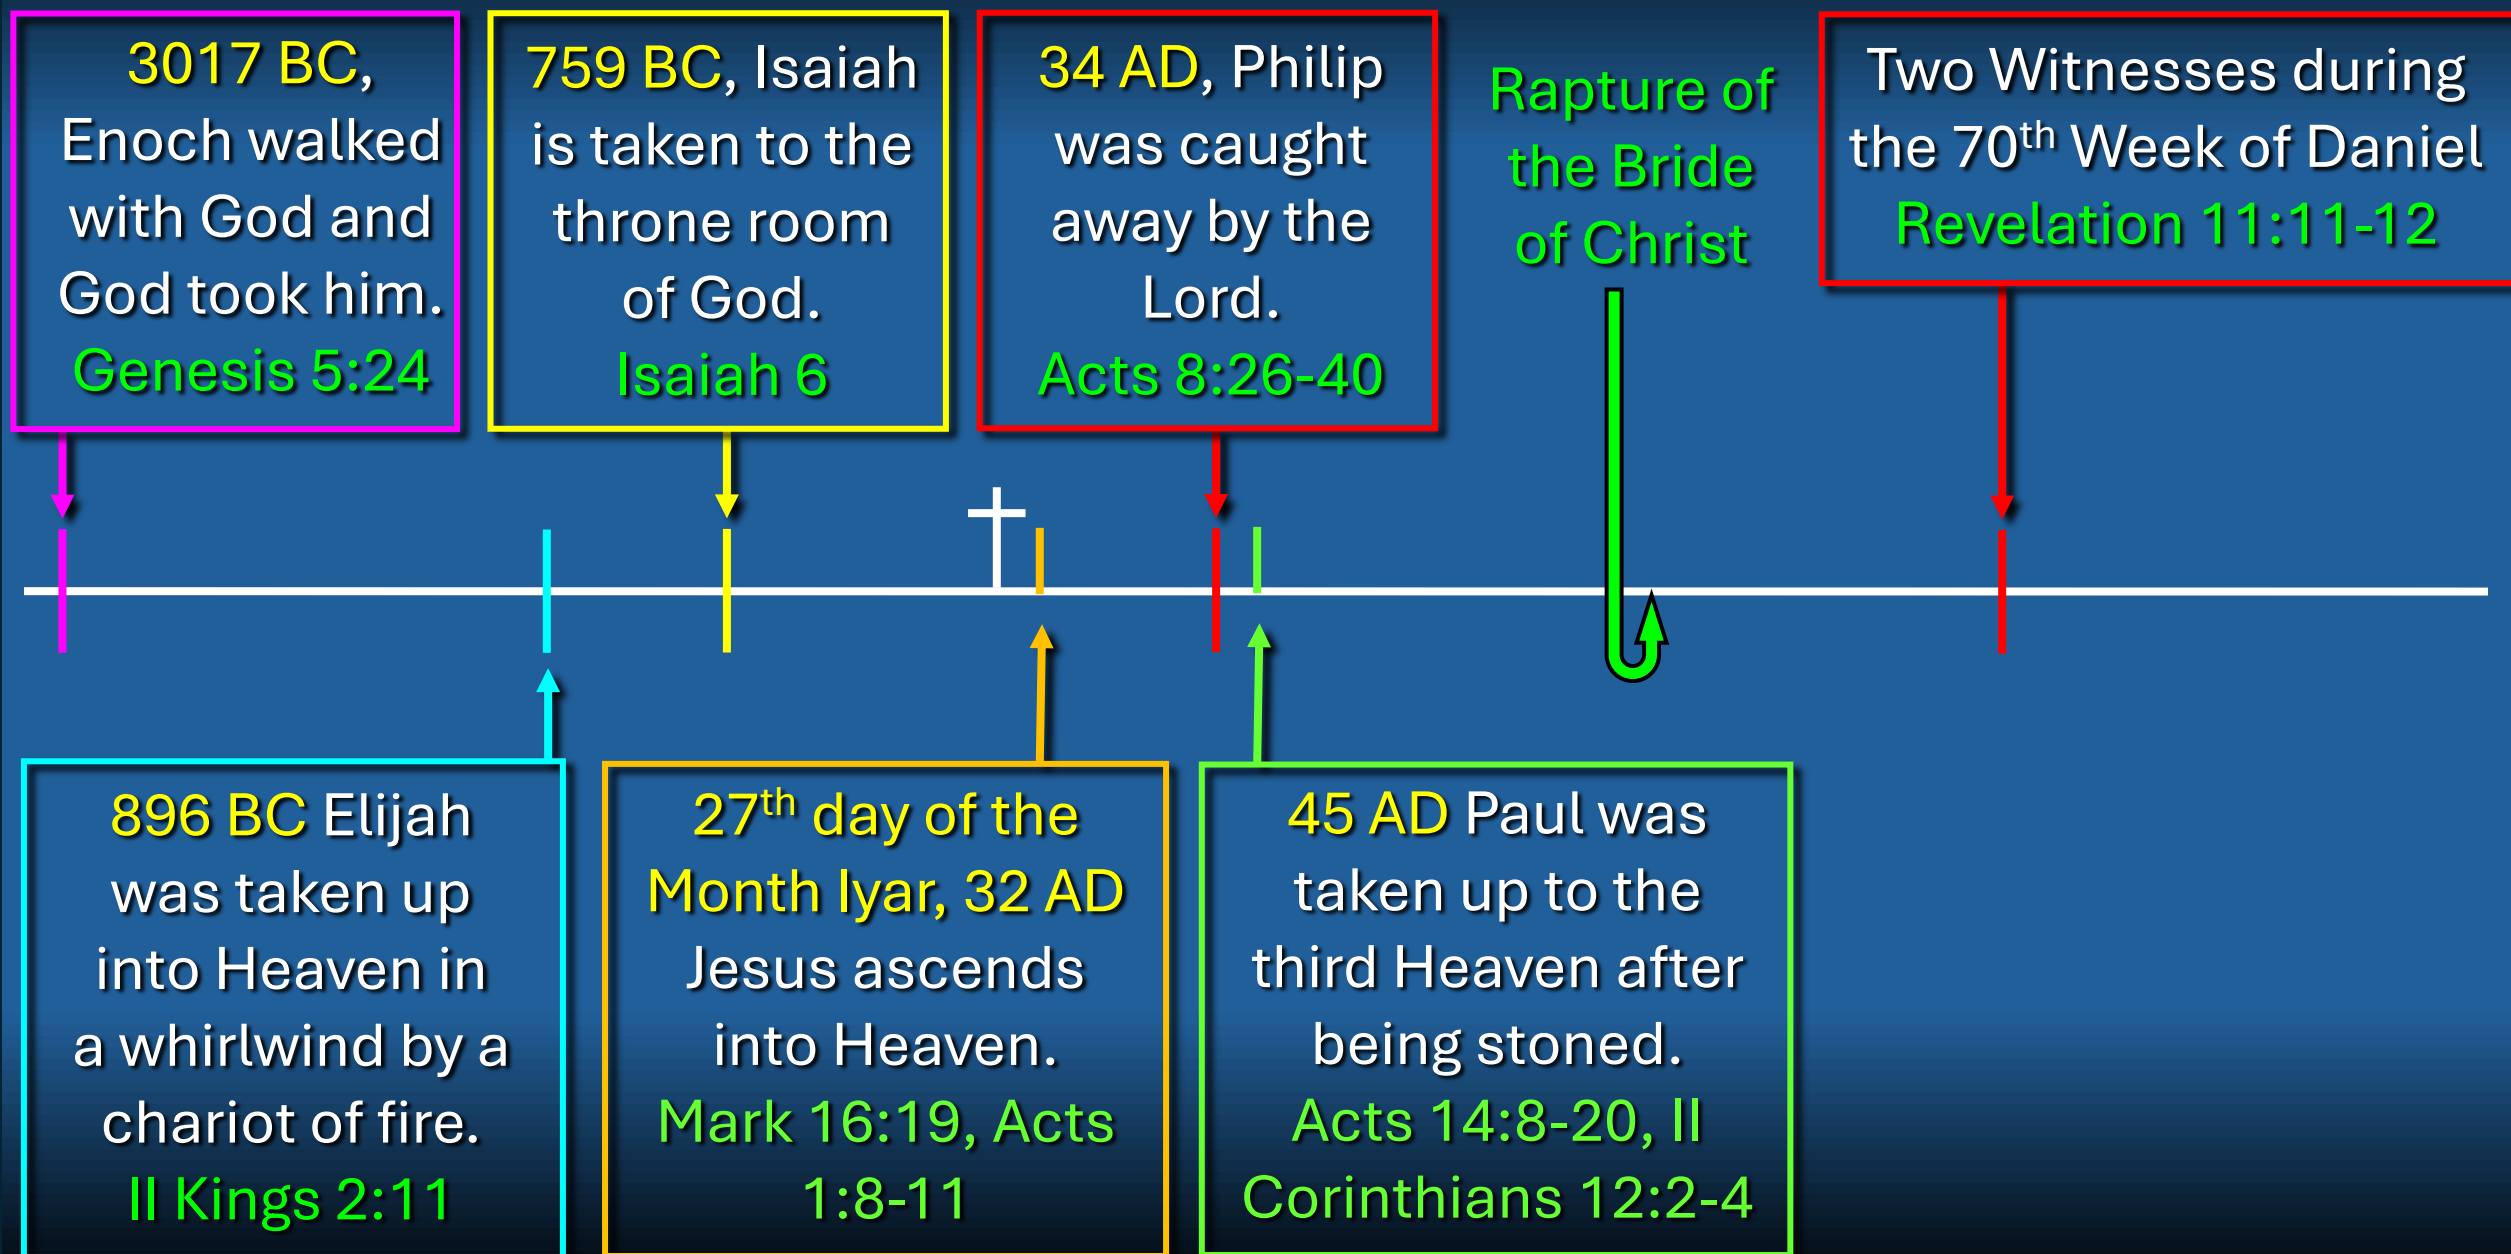 3017 BC,
Enoch walked
with God and
God took him.
Genesis 5:24
759 BC, Isaiah
is taken to the
throne room
of God.
Isaiah 6
34 AD, Philip
was caught
away by the
Lord.
Acts 8:26-40
Rapture of
the Bride
of Christ
Two Witnesses during
the 70th Week of Daniel
Revelation 11:11-12
896 BC Elijah
was taken up
into Heaven in
a whirlwind by a
chariot of fire.
II Kings 2:11
27th day of the
Month Iyar, 32 AD
Jesus ascends
into Heaven.
Mark 16:19, Acts
1:8-11
45 AD Paul was
taken up to the
third Heaven after
being stoned.
Acts 14:8-20, II
Corinthians 12:2-4